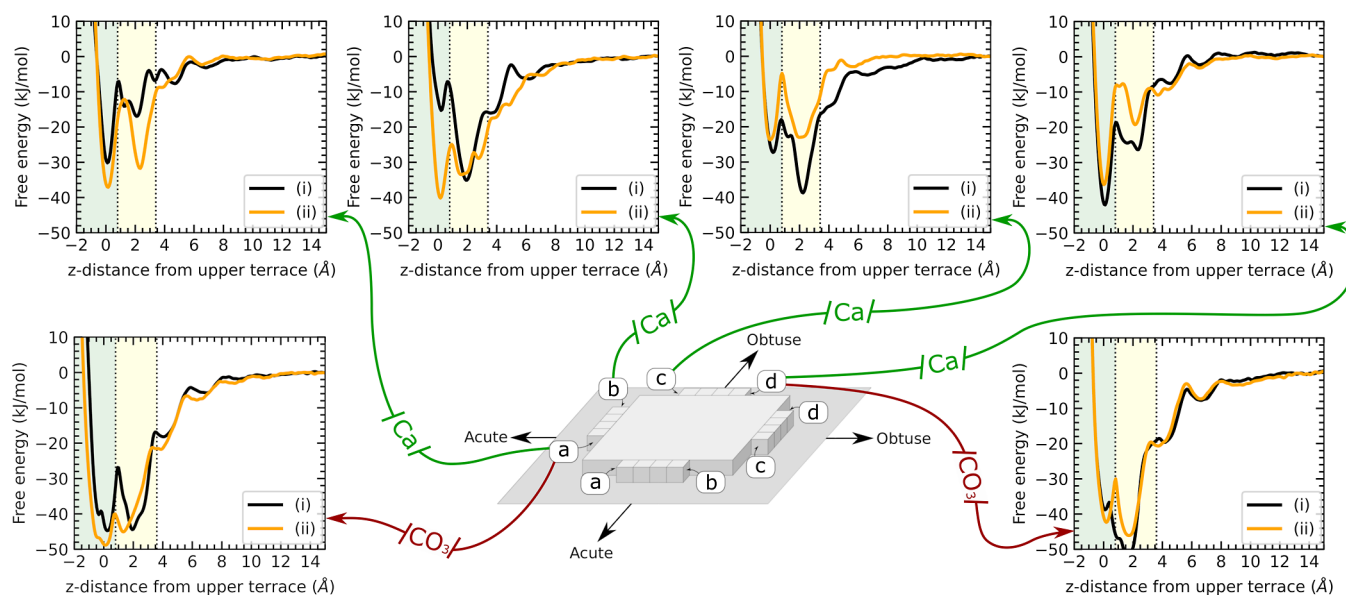 10
0
−10
−20
−30
−40
−50
Free energy (kJ/mol)
−2 0 2 4 6 8 10 12 14
z-distance from upper terrace (Å)
(i)
(ii)
10
0
−10
−20
−30
−40
−50
Free energy (kJ/mol)
−2 0 2 4 6 8 10 12 14
z-distance from upper terrace (Å)
(i)
(ii)
10
0
−10
−20
−30
−40
−50
Free energy (kJ/mol)
−2 0 2 4 6 8 10 12 14
z-distance from upper terrace (Å)
(i)
(ii)
10
0
−10
−20
−30
−40
−50
Free energy (kJ/mol)
−2 0 2 4 6 8 10 12 14
z-distance from upper terrace (Å)
(i)
(ii)
Ca
Ca
Ca
Ca
Obtuse
b
c
d
d
Acute
a
Obtuse
c
a
b
Acute
CO₃
CO₃
10
0
−10
−20
−30
−40
−50
Free energy (kJ/mol)
−2 0 2 4 6 8 10 12 14
z-distance from upper terrace (Å)
(i)
(ii)
10
0
−10
−20
−30
−40
−50
Free energy (kJ/mol)
−2 0 2 4 6 8 10 12 14
z-distance from upper terrace (Å)
(i)
(ii)